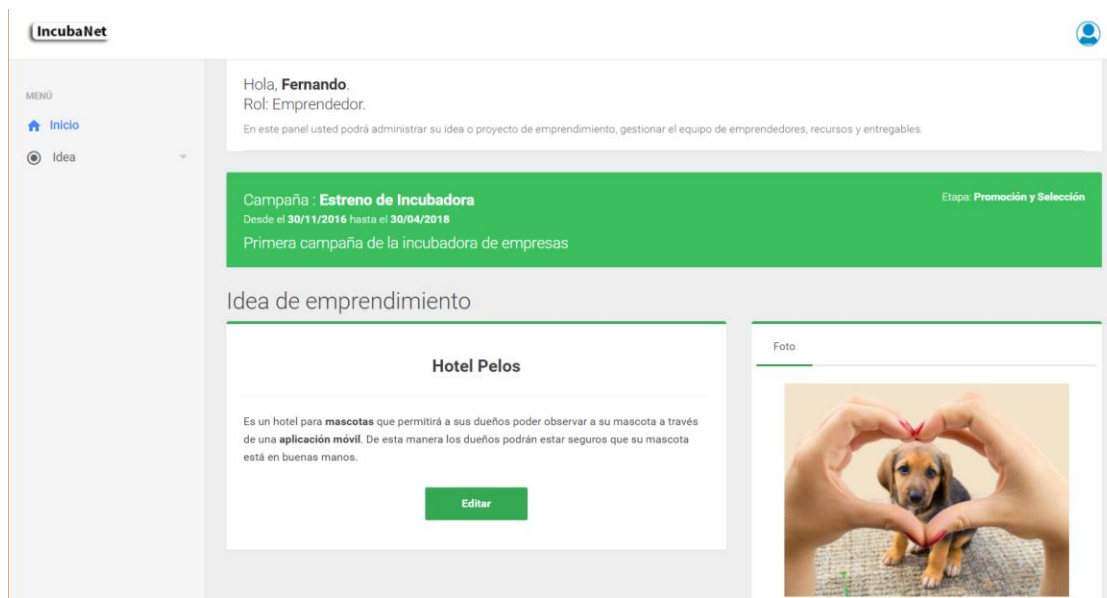 IncubaNet
MENÚ
Inicio
Idea
Hola, Fernando.
Rol: Emprendedor.
En este panel usted podrá administrar su idea o proyecto de emprendimiento, gestionar el equipo de emprendedores, recursos y entregables.
Campaña : Estreno de Incubadora
Etapa: Promoción y Selección
Desde el 30/11/2016 hasta el 30/04/2018
Primera campaña de la incubadora de empresas
Idea de emprendimiento
Hotel Pelos
Es un hotel para mascotas que permitirá a sus dueños poder observar a su mascota a través
de una aplicación móvil. De esta manera los dueños podrán estar seguros que su mascota
está en buenas manos.
Editar
Foto